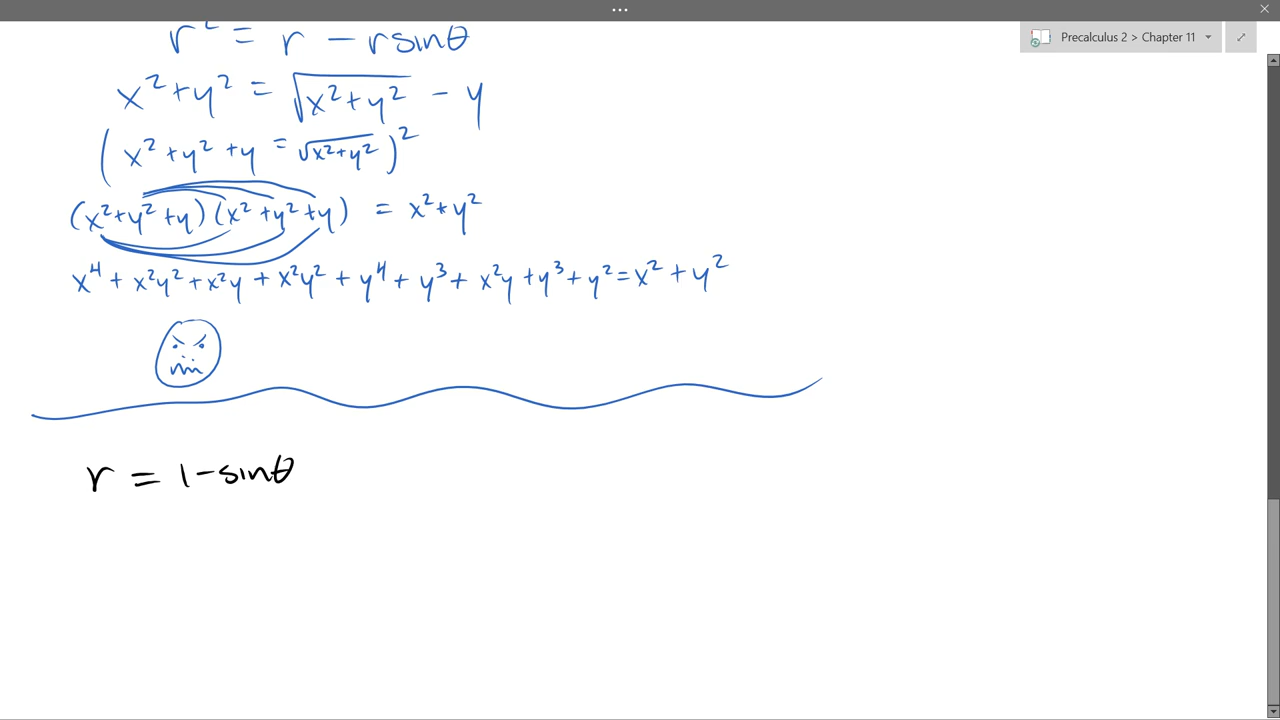 Precalculus 2 > Chapter 11
r² = r - rsinθ
x² + y² = √x² + y² - y
(x² + y² + y = √x² + y²)²
(x² + y² + y)(x² + y² + y) = x² + y²
x⁴ + x²y² + x²y + x²y² + y⁴ + y³ + x²y + y³ + y² = x² + y²
r = 1 - sinθ